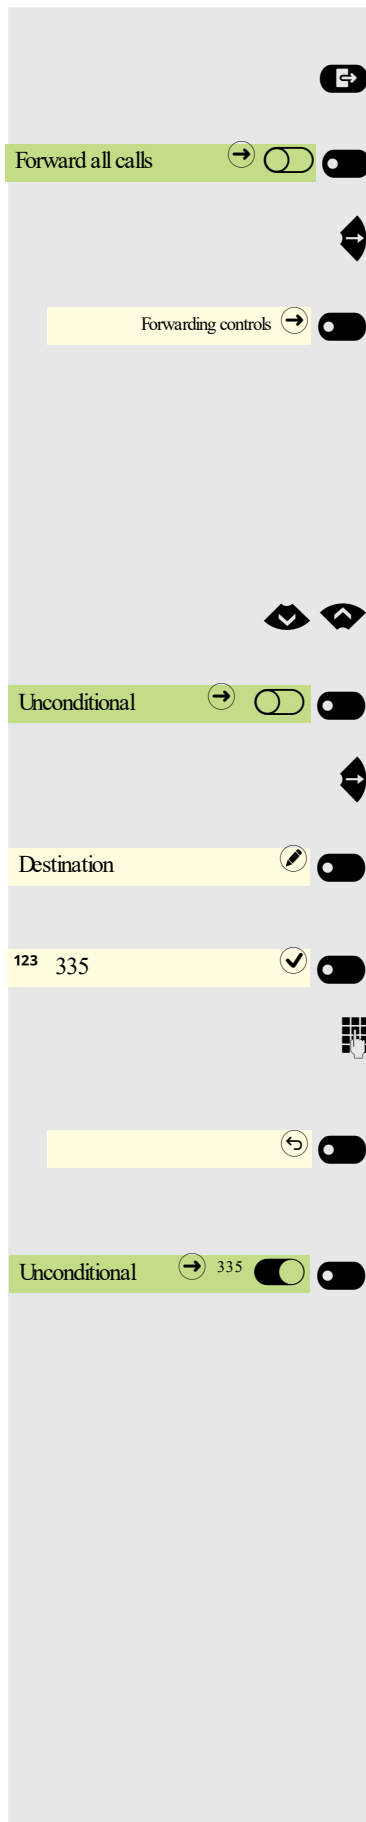 Forward all calls
Forwarding controls
Unconditional
Destination
123 335
Unconditional 335